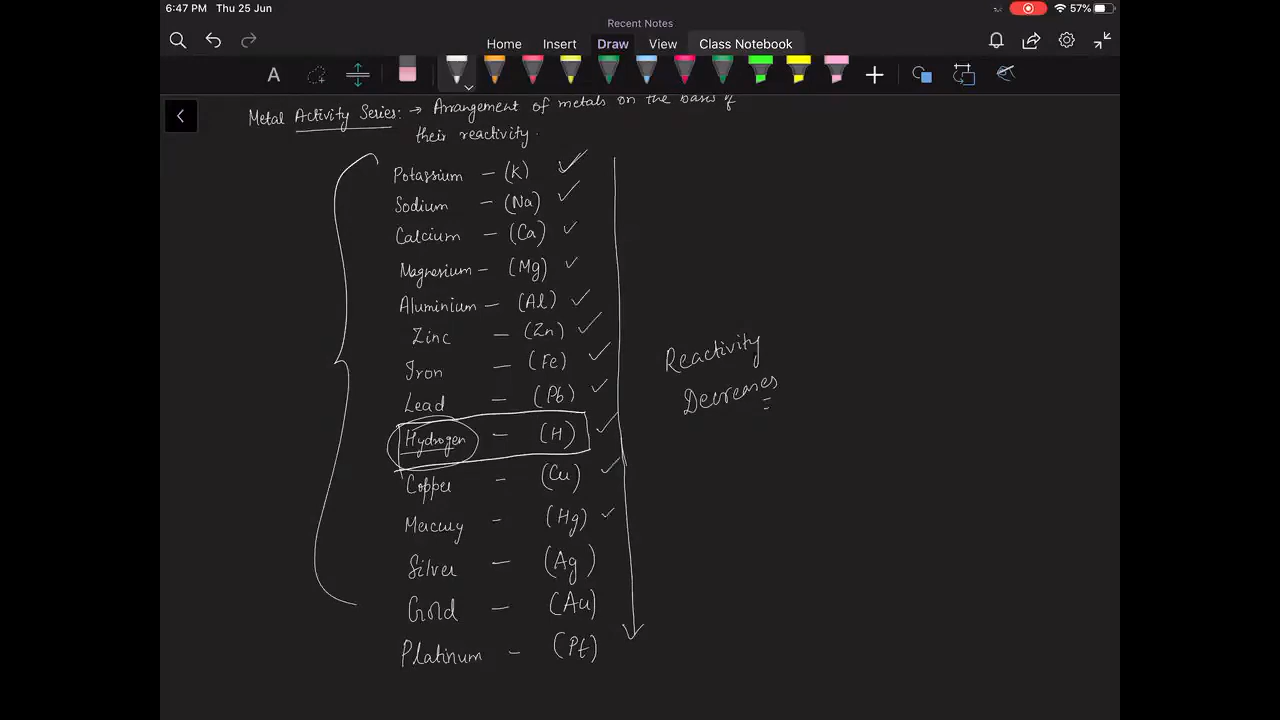 6:47 PM Thu 25 Jun
57%
Recent Notes
Home Insert Draw View Class Notebook
A
Metal Activity Series: → Arrangement of metals on the basis of
their reactivity.
Potassium – (K) ✓
Sodium – (Na) ✓
Calcium – (Ca) ✓
Magnesium – (Mg) ✓
Aluminium – (Al) ✓
Zinc – (Zn) ✓
Iron – (Fe) ✓
Lead – (Pb) ✓
Hydrogen – (H) ✓
Copper – (Cu) ✓
Mercury – (Hg) ✓
Silver – (Ag)
Gold – (Au)
Platinum – (Pt)
Reactivity
Decreases